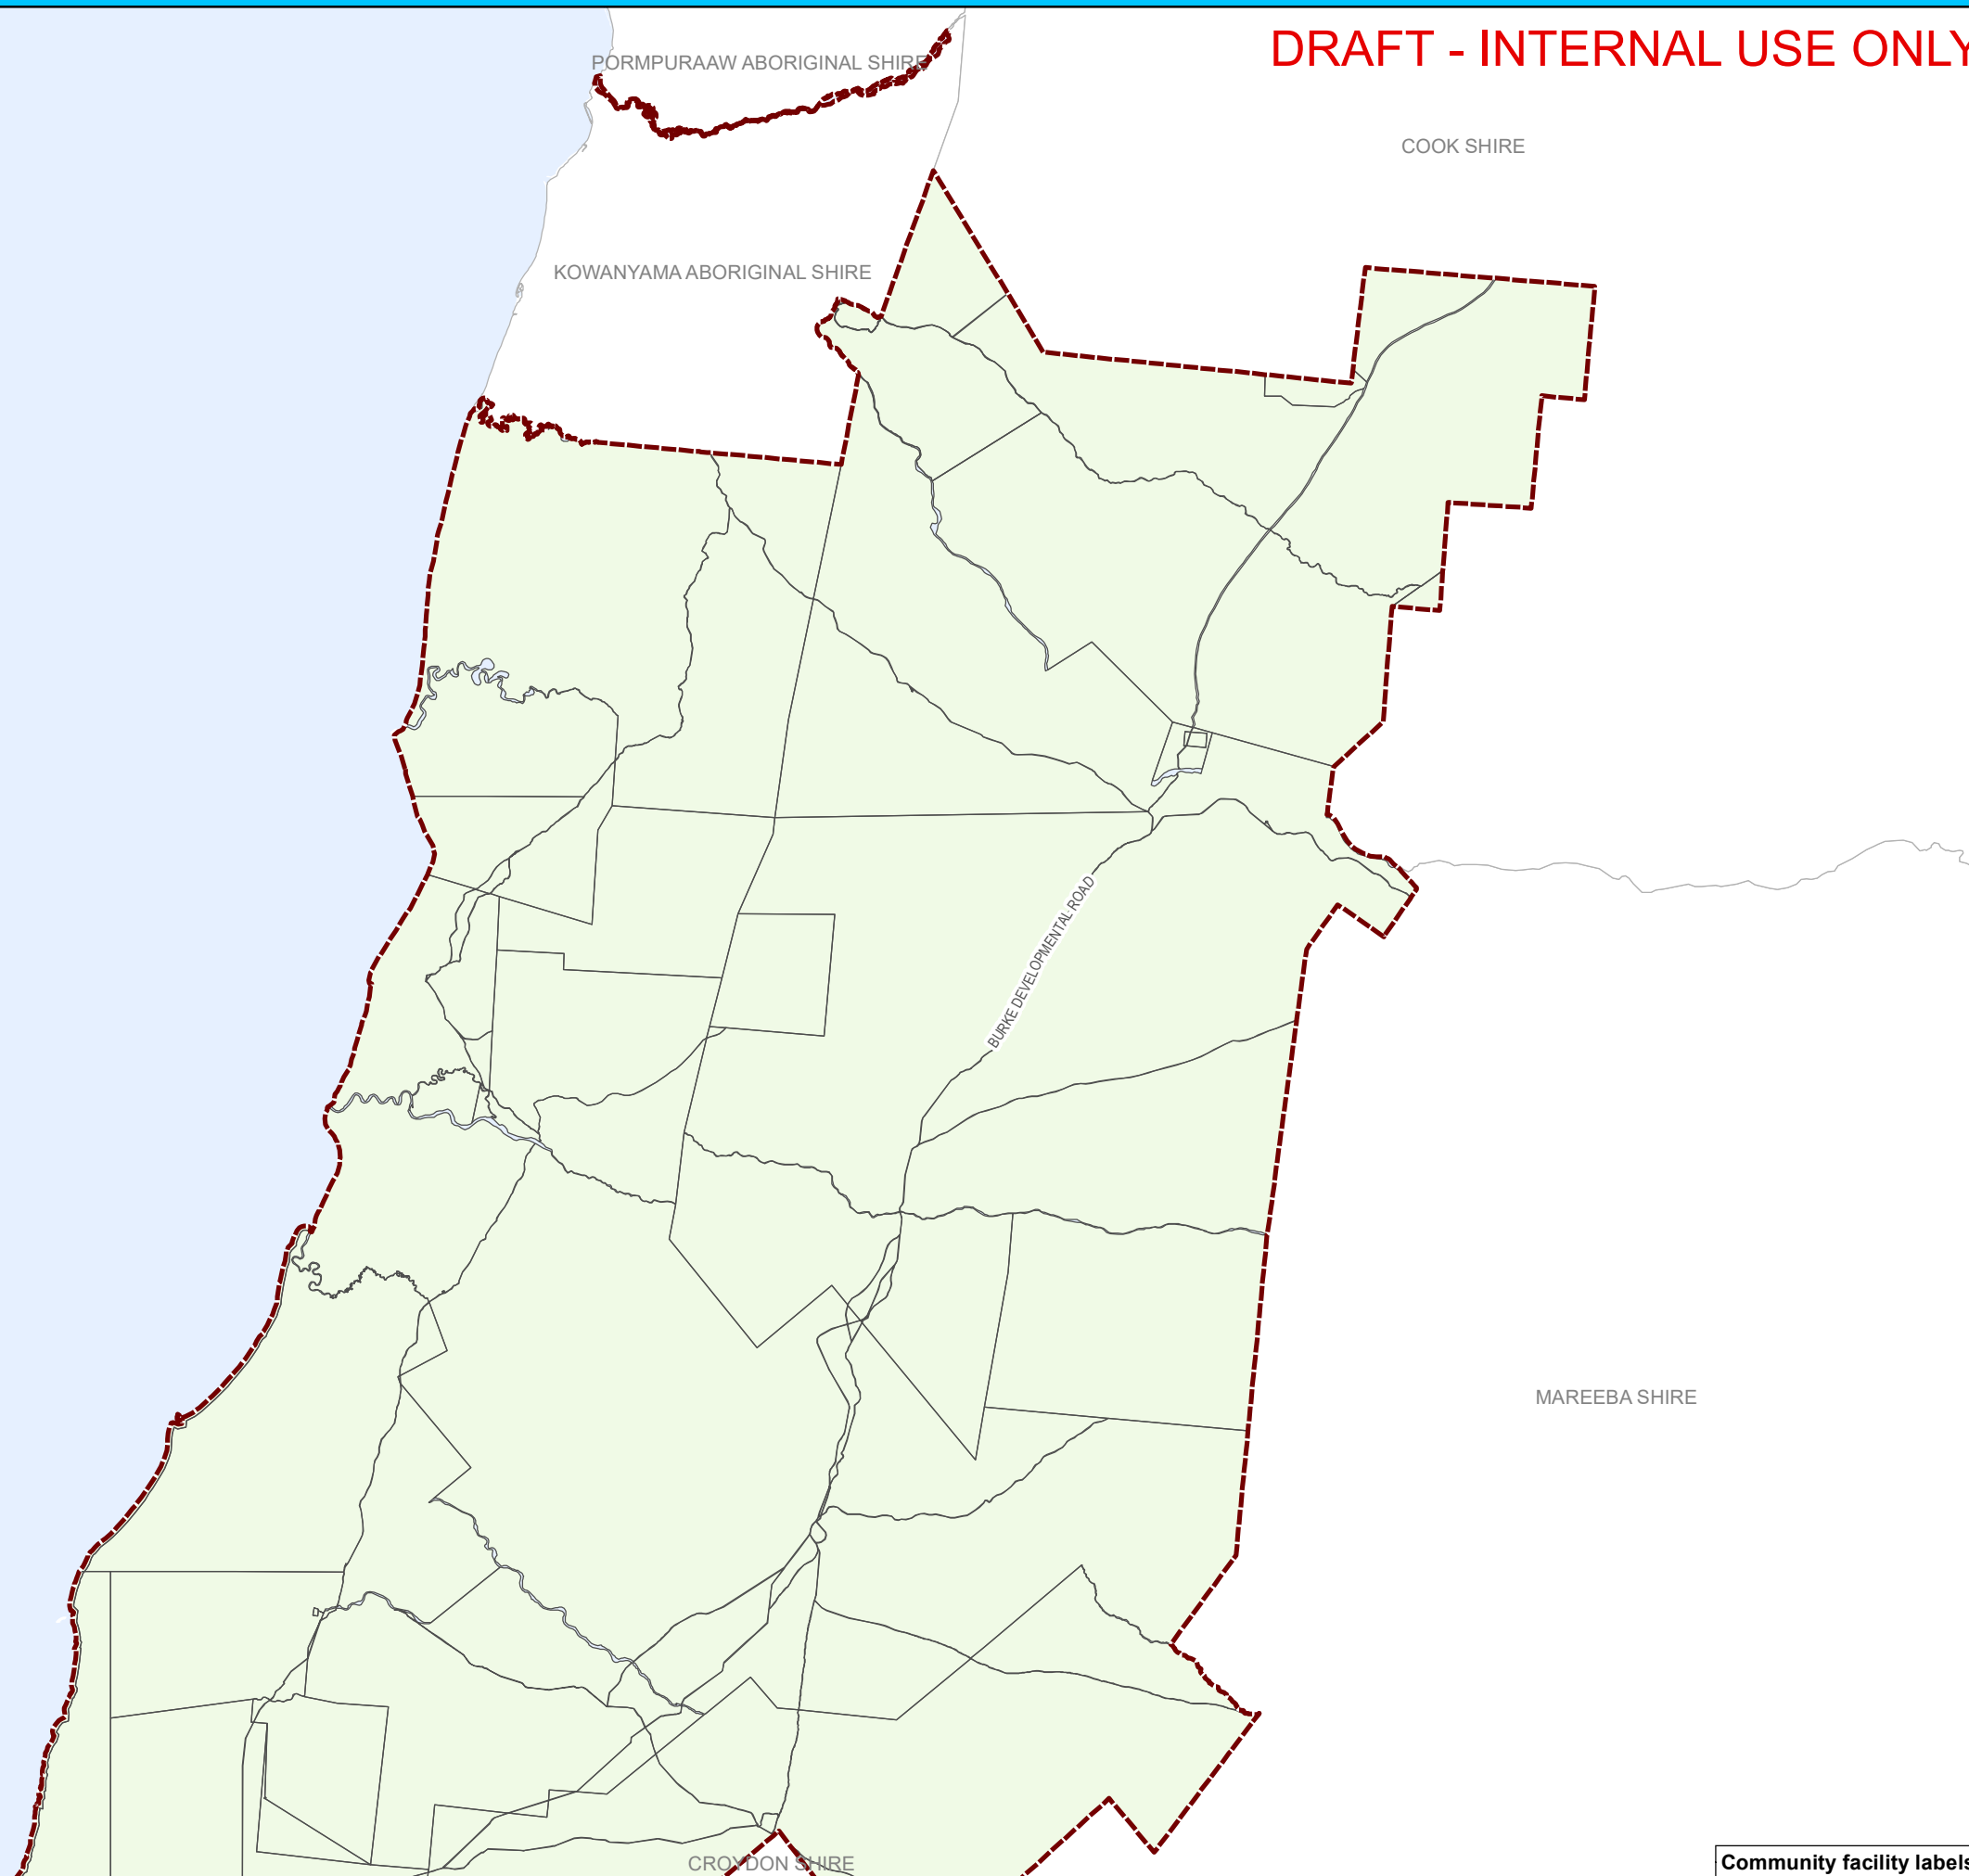 DRAFT - INTERNAL USE ONLY
PORMPURAAW ABORIGINAL SHIRE
COOK SHIRE
KOWANYAMA ABORIGINAL SHIRE
BURKE DEVELOPMENTAL ROAD
MAREEBA SHIRE
CROYDON SHIRE
Community facility labels